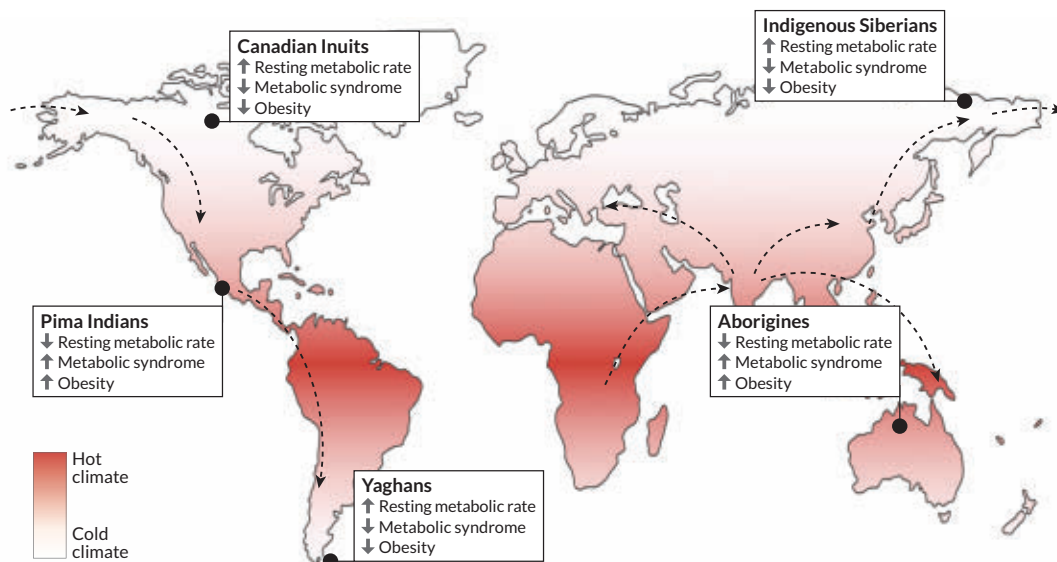 Canadian Inuits
↑ Resting metabolic rate
↓ Metabolic syndrome
↓ Obesity
Indigenous Siberians
↑ Resting metabolic rate
↓ Metabolic syndrome
↓ Obesity
Pima Indians
↓ Resting metabolic rate
↑ Metabolic syndrome
↑ Obesity
Aborigines
↓ Resting metabolic rate
↑ Metabolic syndrome
↑ Obesity
Hot
climate
Cold
climate
Yaghans
↑ Resting metabolic rate
↓ Metabolic syndrome
↓ Obesity